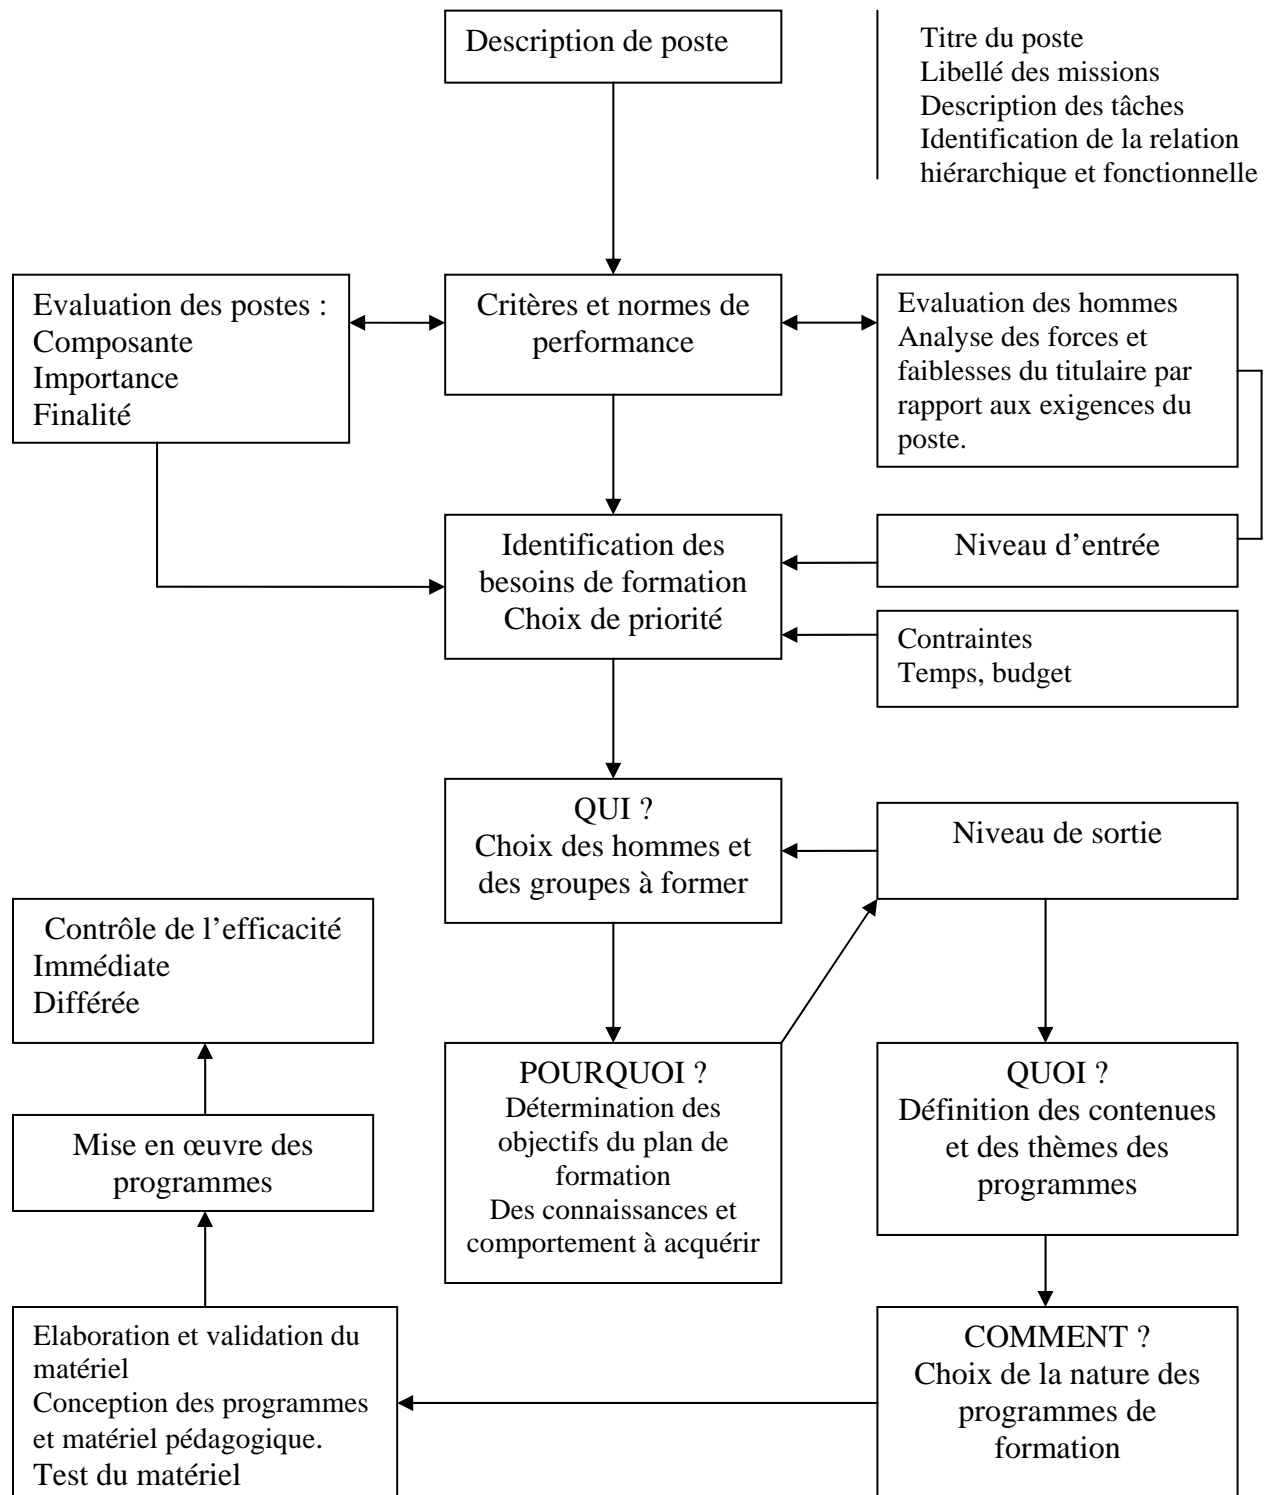 Description de poste
Titre du poste
Libellé des missions
Description des tâches
Identification de la relation
hiérarchique et fonctionnelle
Evaluation des postes :
Composante
Importance
Finalité
Critères et normes de
performance
Evaluation des hommes
Analyse des forces et
faiblesses du titulaire par
rapport aux exigences du
poste.
Identification des
besoins de formation
Choix de priorité
Niveau d’entrée
Contraintes
Temps, budget
QUI ?
Choix des hommes et
des groupes à former
Niveau de sortie
Contrôle de l’efficacité
Immédiate
Différée
POURQUOI ?
Détermination des
objectifs du plan de
formation
Des connaissances et
comportement à acquérir
QUOI ?
Définition des contenues
et des thèmes des
programmes
Mise en œuvre des
programmes
Elaboration et validation du
matériel
Conception des programmes
et matériel pédagogique.
Test du matériel
COMMENT ?
Choix de la nature des
programmes de
formation